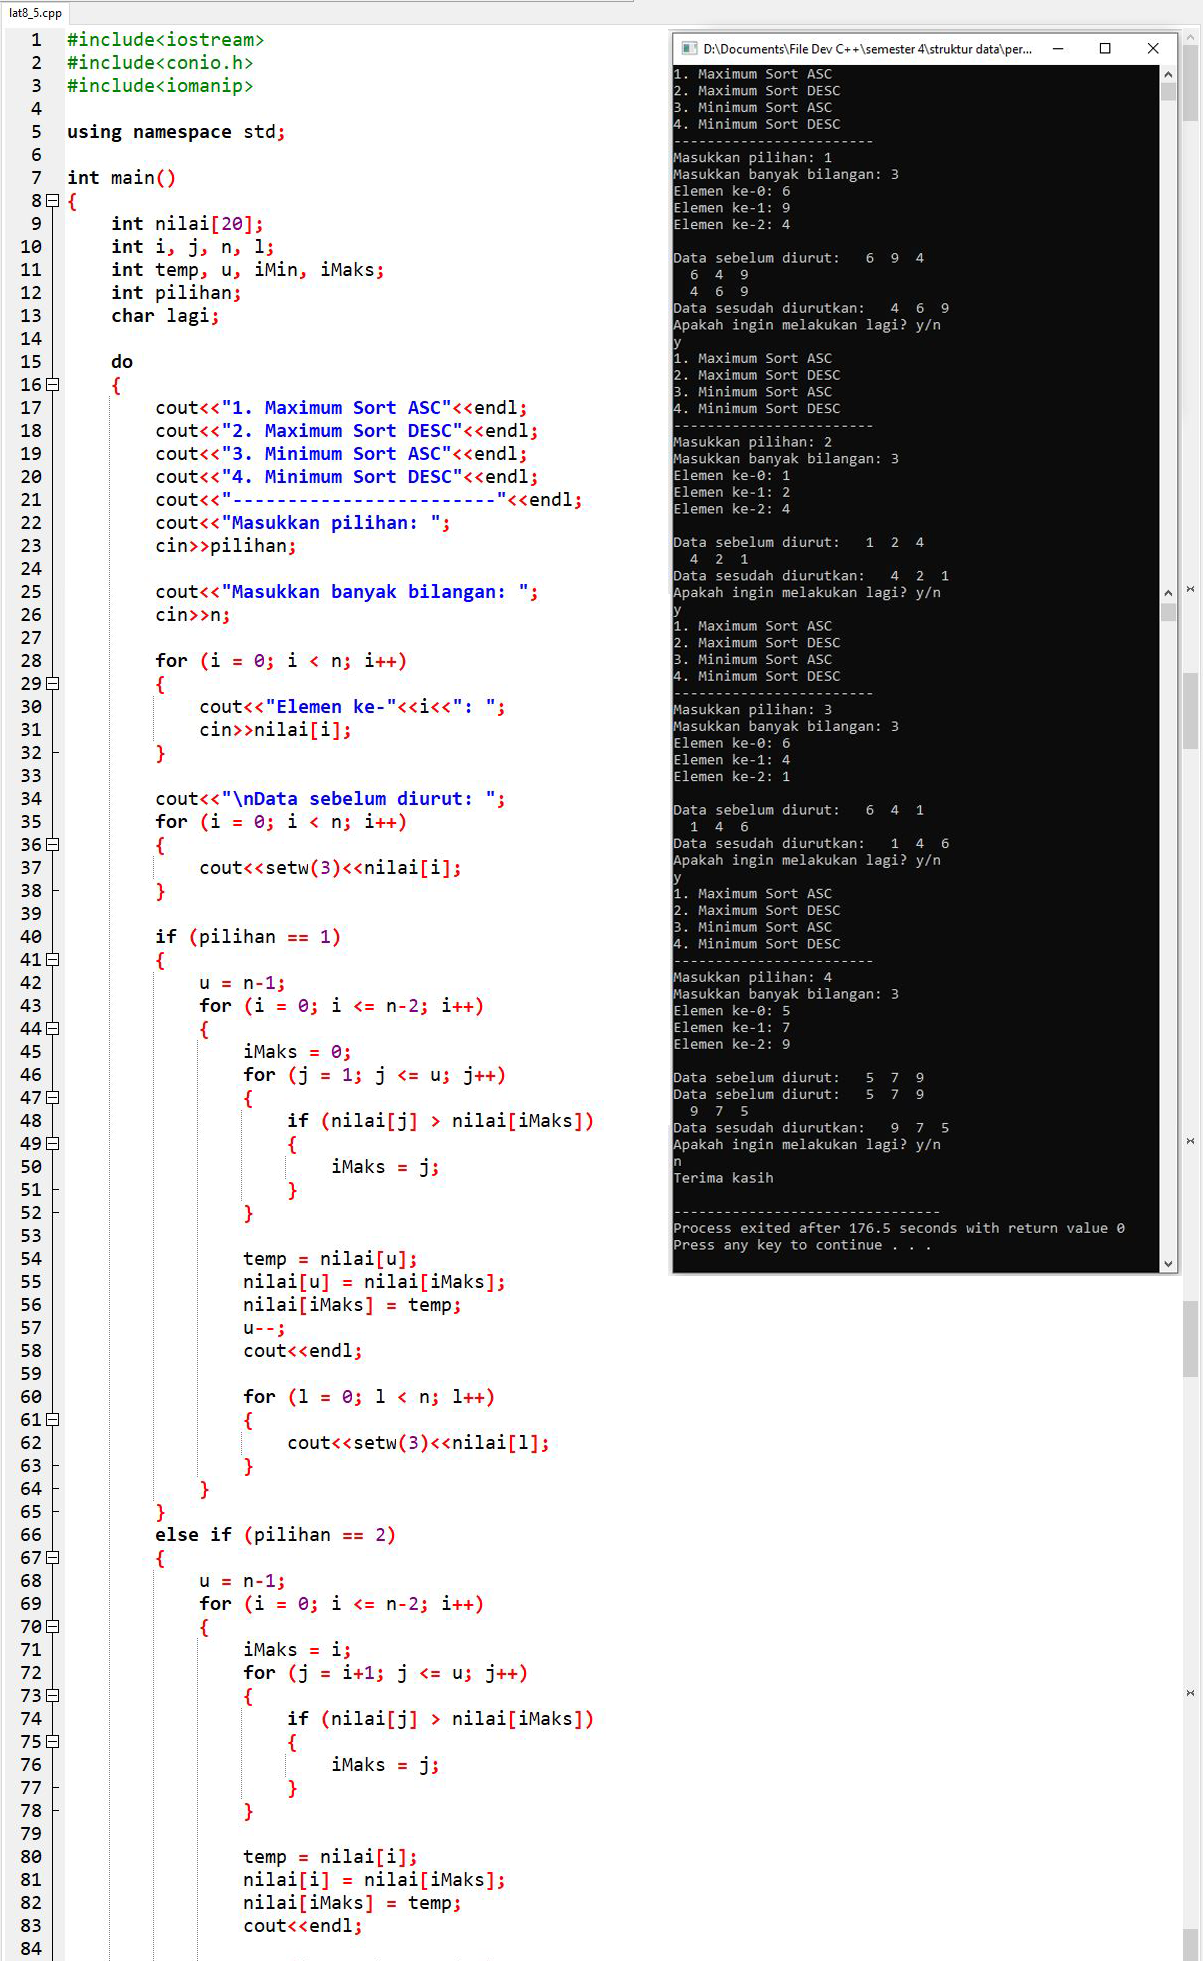 lat8_5.cpp
1 #include<iostream>
2 #include<conio.h>
3 #include<iomanip>
4
5 using namespace std;
6
7 int main()
8 {
9 int nilai[20];
10 int i, j, n, l;
11 int temp, u, iMin, iMaks;
12 int pilihan;
13 char lagi;
14
15 do
16 {
17 cout<<"1. Maximum Sort ASC"<<endl;
18 cout<<"2. Maximum Sort DESC"<<endl;
19 cout<<"3. Minimum Sort ASC"<<endl;
20 cout<<"4. Minimum Sort DESC"<<endl;
21 cout<<"------------------------"<<endl;
22 cout<<"Masukkan pilihan: ";
23 cin>>pilihan;
24
25 cout<<"Masukkan banyak bilangan: ";
26 cin>>n;
27
28 for (i = 0; i < n; i++)
29 {
30 cout<<"Elemen ke-"<<i<<": ";
31 cin>>nilai[i];
32 }
33
34 cout<<"\nData sebelum diurut: ";
35 for (i = 0; i < n; i++)
36 {
37 cout<<setw(3)<<nilai[i];
38 }
39
40 if (pilihan == 1)
41 {
42 u = n-1;
43 for (i = 0; i <= n-2; i++)
44 {
45 iMaks = 0;
46 for (j = 1; j <= u; j++)
47 {
48 if (nilai[j] > nilai[iMaks])
49 {
50 iMaks = j;
51 }
52 }
53
54 temp = nilai[u];
55 nilai[u] = nilai[iMaks];
56 nilai[iMaks] = temp;
57 u--;
58 cout<<endl;
59
60 for (l = 0; l < n; l++)
61 {
62 cout<<setw(3)<<nilai[l];
63 }
64 }
65 }
66 else if (pilihan == 2)
67 {
68 u = n-1;
69 for (i = 0; i <= n-2; i++)
70 {
71 iMaks = i;
72 for (j = i+1; j <= u; j++)
73 {
74 if (nilai[j] > nilai[iMaks])
75 {
76 iMaks = j;
77 }
78 }
79
80 temp = nilai[i];
81 nilai[i] = nilai[iMaks];
82 nilai[iMaks] = temp;
83 cout<<endl;
84
D:\Documents\File Dev C++\semester 4\struktur data\per...
1. Maximum Sort ASC
2. Maximum Sort DESC
3. Minimum Sort ASC
4. Minimum Sort DESC
------------------------
Masukkan pilihan: 1
Masukkan banyak bilangan: 3
Elemen ke-0: 6
Elemen ke-1: 9
Elemen ke-2: 4
Data sebelum diurut: 6 9 4
6 4 9
4 6 9
Data sesudah diurutkan: 4 6 9
Apakah ingin melakukan lagi? y/n
y
1. Maximum Sort ASC
2. Maximum Sort DESC
3. Minimum Sort ASC
4. Minimum Sort DESC
------------------------
Masukkan pilihan: 2
Masukkan banyak bilangan: 3
Elemen ke-0: 1
Elemen ke-1: 2
Elemen ke-2: 4
Data sebelum diurut: 1 2 4
4 2 1
Data sesudah diurutkan: 4 2 1
Apakah ingin melakukan lagi? y/n
y
1. Maximum Sort ASC
2. Maximum Sort DESC
3. Minimum Sort ASC
4. Minimum Sort DESC
------------------------
Masukkan pilihan: 3
Masukkan banyak bilangan: 3
Elemen ke-0: 6
Elemen ke-1: 4
Elemen ke-2: 1
Data sebelum diurut: 6 4 1
1 4 6
Data sesudah diurutkan: 1 4 6
Apakah ingin melakukan lagi? y/n
y
1. Maximum Sort ASC
2. Maximum Sort DESC
3. Minimum Sort ASC
4. Minimum Sort DESC
------------------------
Masukkan pilihan: 4
Masukkan banyak bilangan: 3
Elemen ke-0: 5
Elemen ke-1: 7
Elemen ke-2: 9
Data sebelum diurut: 5 7 9
Data sebelum diurut: 5 7 9
9 7 5
Data sesudah diurutkan: 9 7 5
Apakah ingin melakukan lagi? y/n
n
Terima kasih
--------------------------------
Process exited after 176.5 seconds with return value 0
Press any key to continue . . .